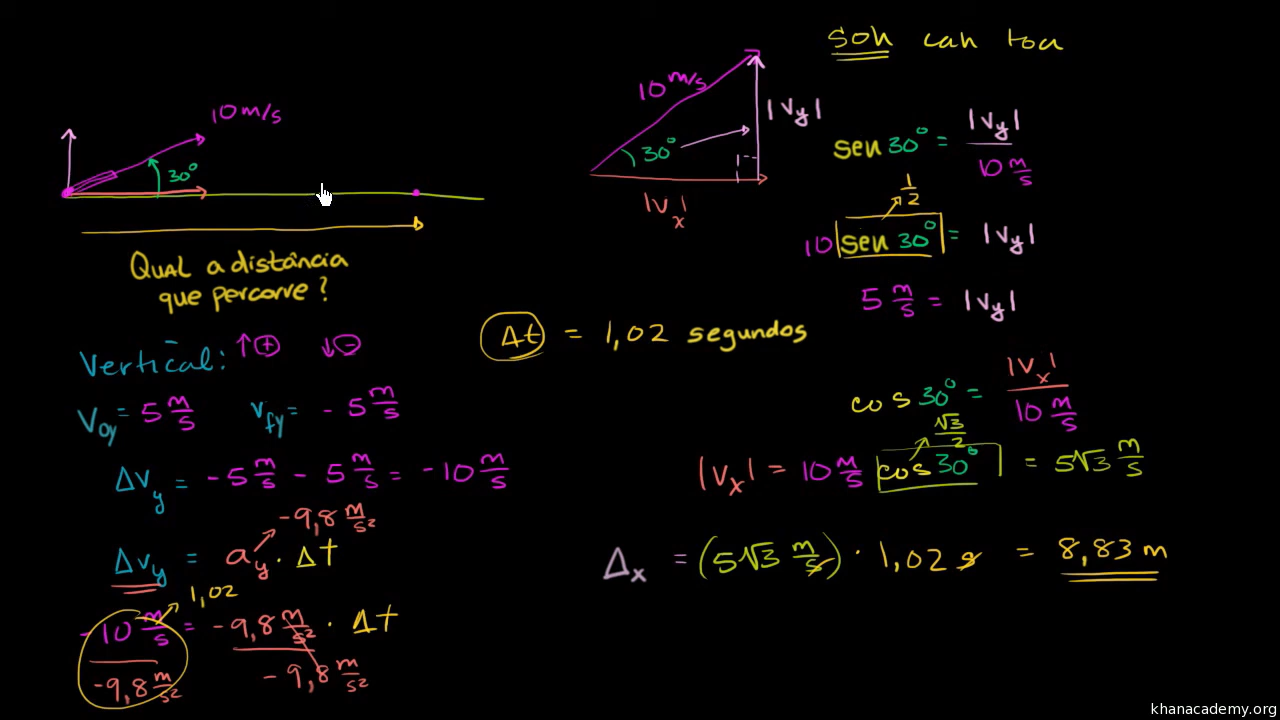 10 m/s
30°
Qual a distância
que percorre?
Vertical: ↑⊕ ↓⊖
V₀y = 5 m/s Vfy = - 5 m/s
Δvy = -5 m/s - 5 m/s = -10 m/s
-9,8 m/s²
Δvy = ay · Δt
1,02
-10 m/s = -9,8 m/s² · Δt
-9,8 m/s² -9,8 m/s²
10 m/s
|Vy|
30°
|Vx|
Δt = 1,02 segundos
soh cah toa
sen 30° = |Vy| / 10 m/s
1/2
10 sen 30° = |Vy|
5 m/s = |Vy|
cos 30° = |Vx| / 10 m/s
√3/2
|Vx| = 10 m/s cos 30° = 5√3 m/s
Δx = (5√3 m/s) · 1,02 s = 8,83 m
khanacademy.org